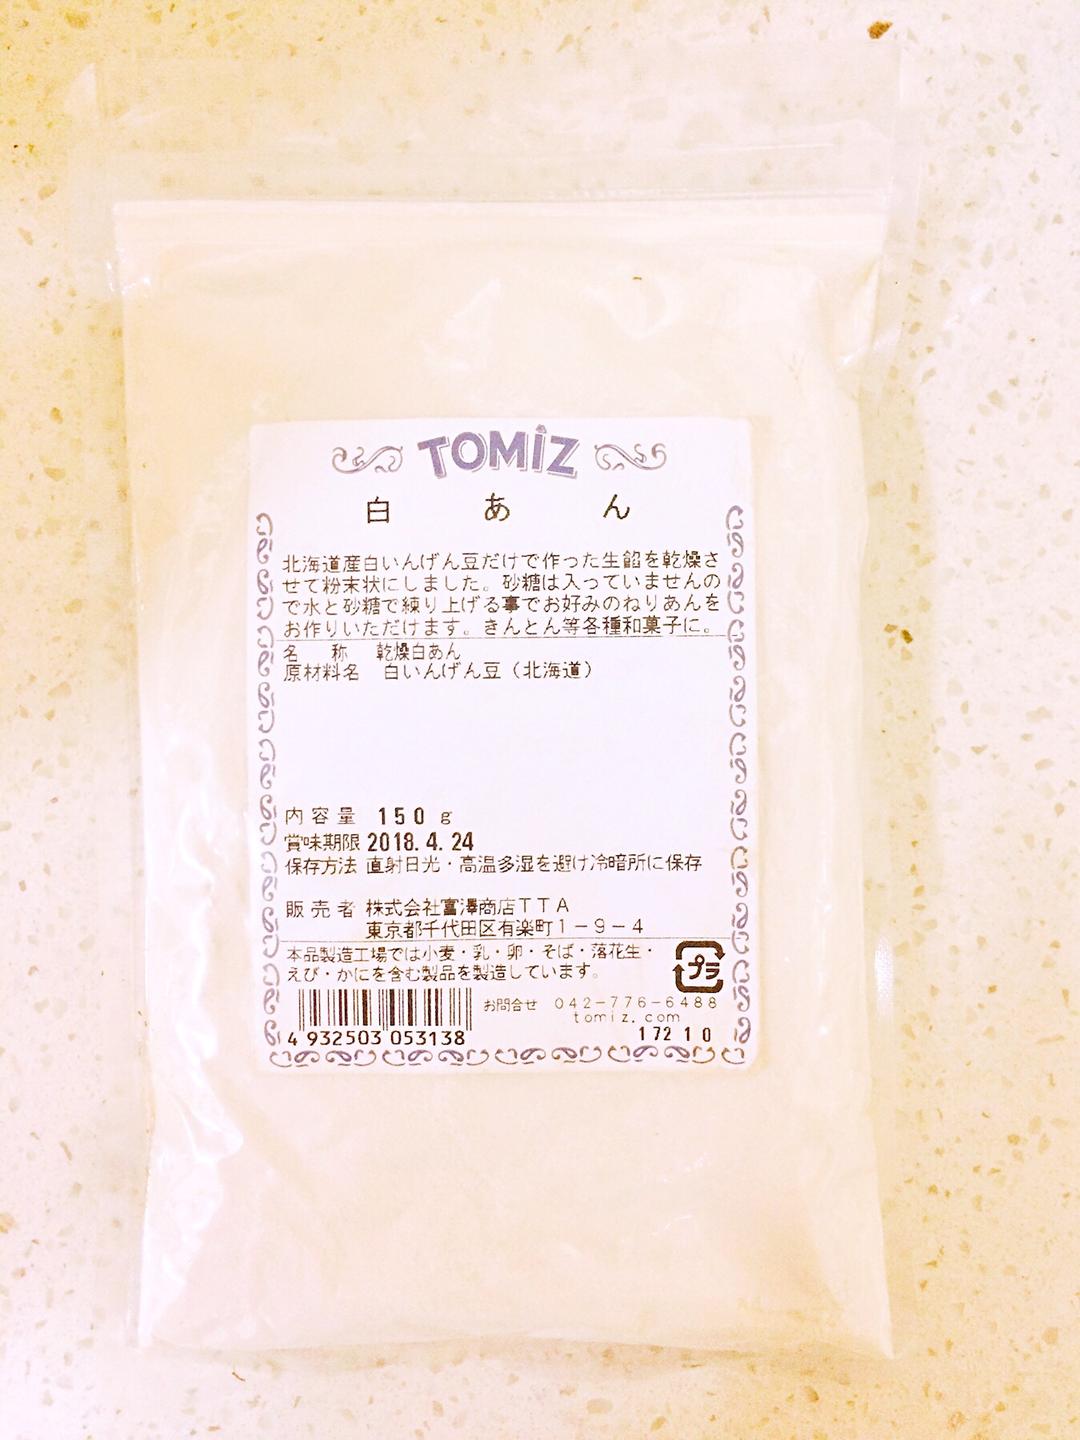 TOMIZ
白あん
北海道産白いんげん豆だけで作った生餡を乾燥さ
せて粉末状にしました。砂糖は入っていませんの
で水と砂糖で練り上げる事でお好みのねりあんを
お作りいただけます。きんとん等各種和菓子に。
名称 乾燥白あん
原材料名 白いんげん豆(北海道)
内容量 150g
賞味期限 2018.4.24
保存方法 直射日光・高温多湿を避け冷暗所に保存
販売者 株式会社富澤商店TTA
東京都千代田区有楽町1-9-4
本品製造工場では小麦・乳・卵・そば・落花生・
えび・かにを含む製品を製造しています。
プラ
お問合せ 042-776-6488
tomiz.com
4 932503 053138
17210